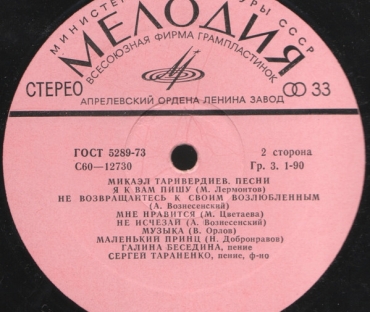 МИНИСТЕРСТВО КУЛЬТУРЫ СССР
МЕЛОДИЯ
ВСЕСОЮЗНАЯ ФИРМА ГРАМПЛАСТИНОК
СТЕРЕО 33
АПРЕЛЕВСКИЙ ОРДЕНА ЛЕНИНА ЗАВОД
ГОСТ 5289-73 2 сторона
С60—12730 Гр. 3. 1-90
МИКАЭЛ ТАРИВЕРДИЕВ. ПЕСНИ
Я К ВАМ ПИШУ (М. Лермонтов)
НЕ ВОЗВРАЩАЙТЕСЬ К СВОИМ ВОЗЛЮБЛЕННЫМ
(А. Вознесенский)
МНЕ НРАВИТСЯ (М. Цветаева)
НЕ ИСЧЕЗАЙ (А. Вознесенский)
МУЗЫКА (В. Орлов)
МАЛЕНЬКИЙ ПРИНЦ (Н. Добронравов)
ГАЛИНА БЕСЕДИНА, пение
СЕРГЕЙ ТАРАНЕНКО, пение, ф-но